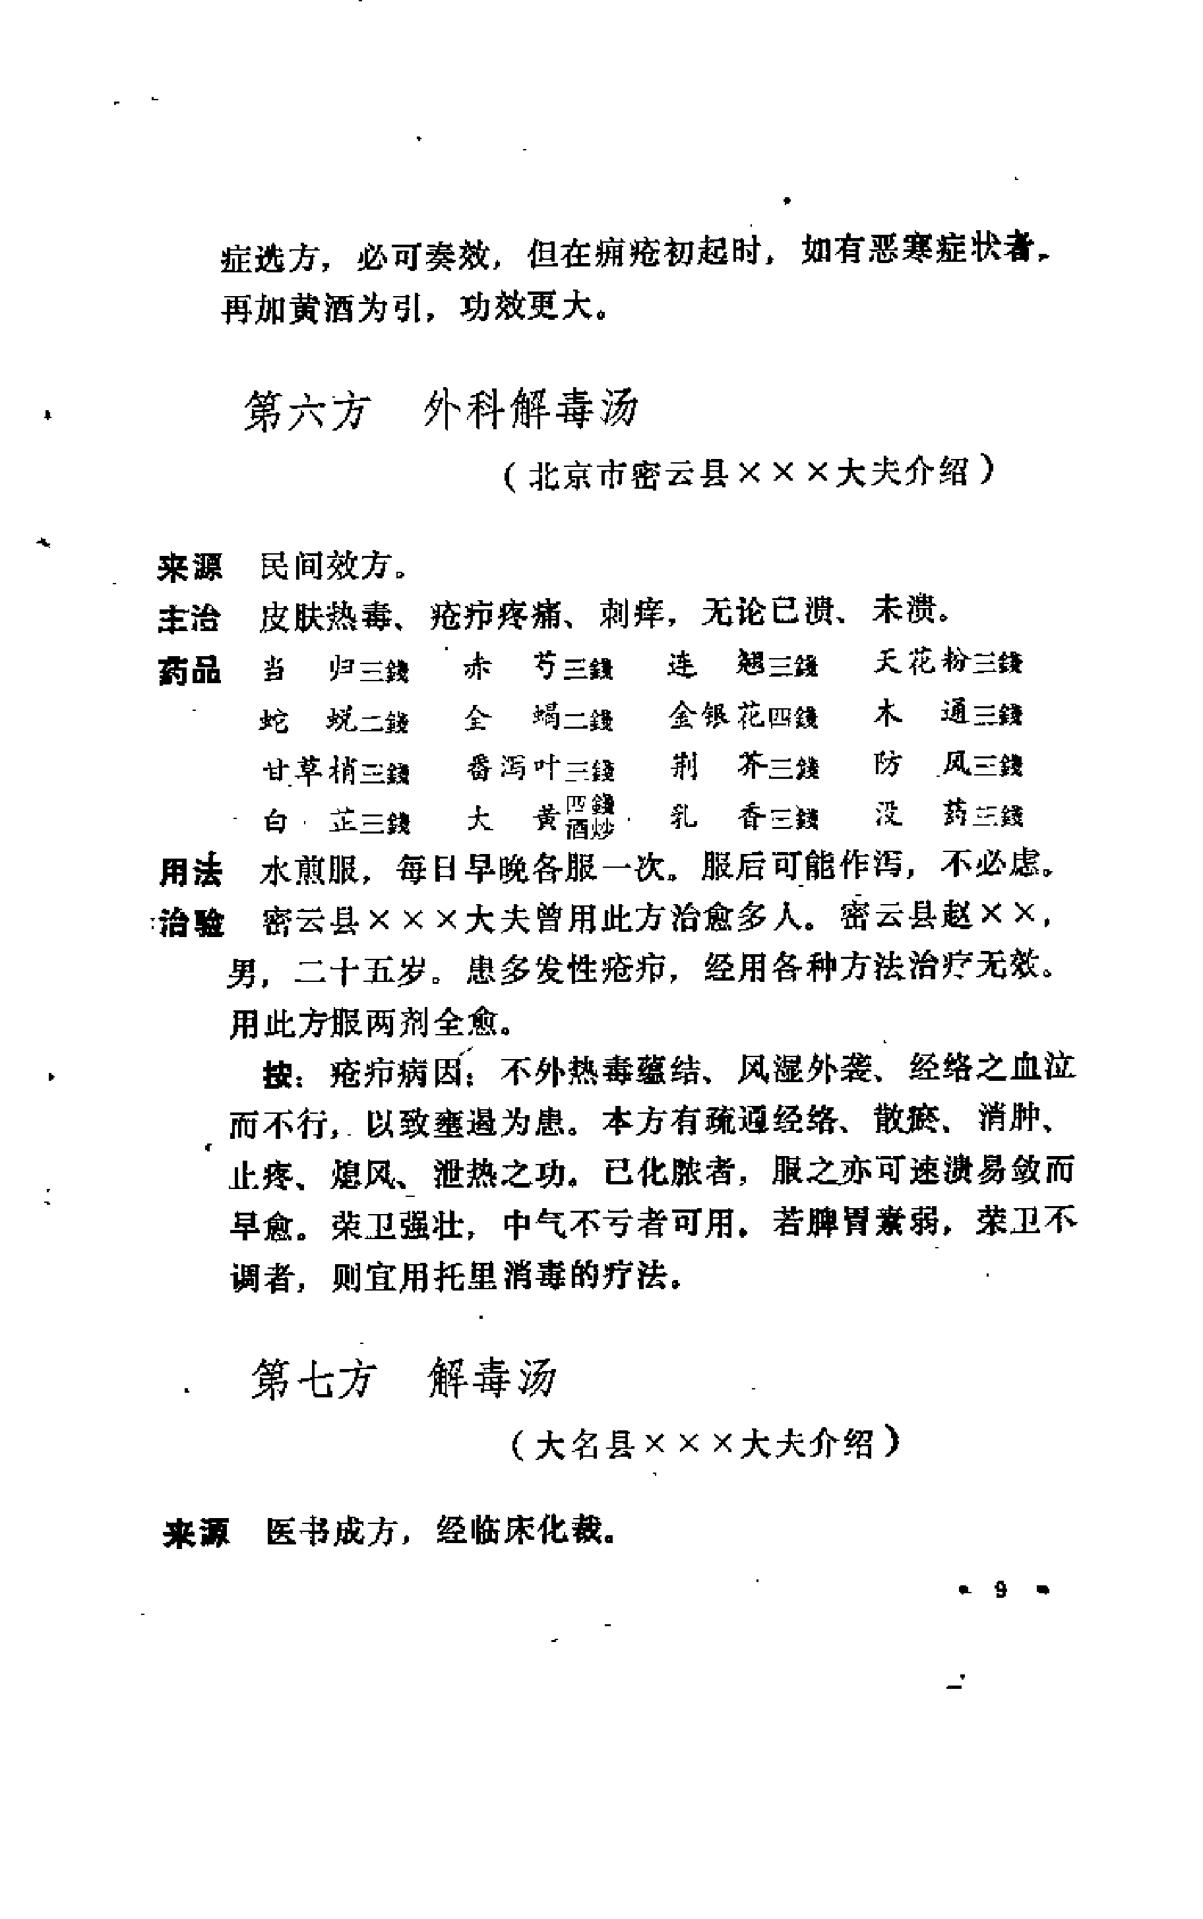 症选方，必可奏效，但在痈疮初起时，如有恶寒症状者，
再加黄酒为引，功效更大。
第六方　外科解毒汤
（北京市密云县×××大夫介绍）
来源　民间效方。
主治　皮肤热毒、疮疖疼痛、刺痒，无论已溃、未溃。
药品　当　归三錢　赤　芍三錢　连　翘三錢　天花粉三錢
蛇　蜕二錢　全　蝎二錢　金银花四錢　木　通三錢
甘草梢三錢　番泻叶三錢　荆　芥三錢　防　风三錢
白　芷三錢　大　黄四錢酒炒　乳　香三錢　没　药三錢
用法　水煎服，每日早晚各服一次。服后可能作泻，不必虑。
治验　密云县×××大夫曾用此方治愈多人。密云县赵××，
男，二十五岁。患多发性疮疖，经用各种方法治疗无效。
用此方服两剂全愈。
按：疮疖病因；不外热毒蕴结、风湿外袭、经络之血泣
而不行，以致壅遏为患。本方有疏通经络、散瘀、消肿、
止疼、熄风、泄热之功。已化脓者，服之亦可速溃易敛而
早愈。荣卫强壮，中气不亏者可用。若脾胃素弱，荣卫不
调者，则宜用托里消毒的疗法。
第七方　解毒汤
（大名县×××大夫介绍）
来源　医书成方，经临床化裁。
• 9 •